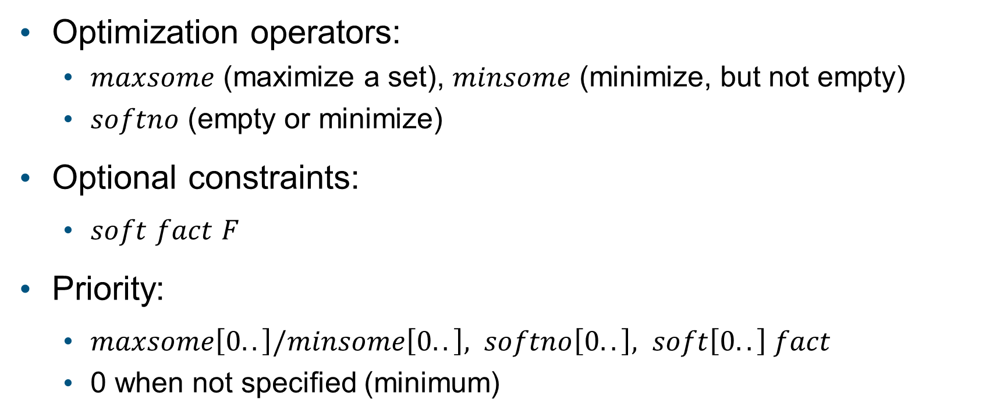 • Optimization operators:
• maxsome (maximize a set), minsome (minimize, but not empty)
• softno (empty or minimize)
• Optional constraints:
• soft fact F
• Priority:
• maxsome[0..]/minsome[0..], softno[0..], soft[0..] fact
• 0 when not specified (minimum)